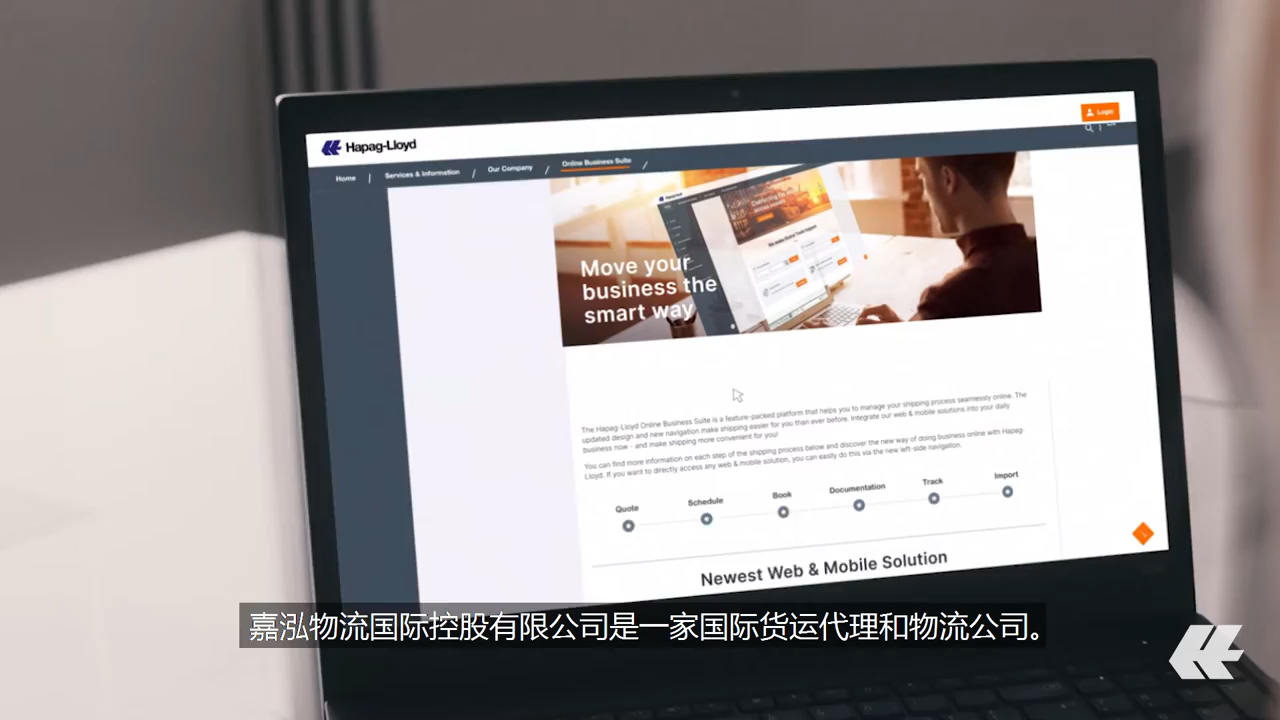 Login
Hapag-Lloyd
Home | Services & Information / Our Company / Online Business Suite /
Move your
business the
smart way
The Hapag-Lloyd Online Business Suite is a feature-packed platform that helps you to manage your shipping process seamlessly online. The
updated design and new navigation make shipping easier for you than ever before. Integrate our web & mobile solutions into your daily
business now - and make shipping more convenient for you!
You can find more information on each step of the shipping process below and discover the new way of doing business online with Hapag-
Lloyd. If you want to directly access any web & mobile solution, you can easily do this via the new left-side navigation.
Quote Schedule Book Documentation Track Import
Newest Web & Mobile Solution
嘉泓物流国际控股有限公司是一家国际货运代理和物流公司。